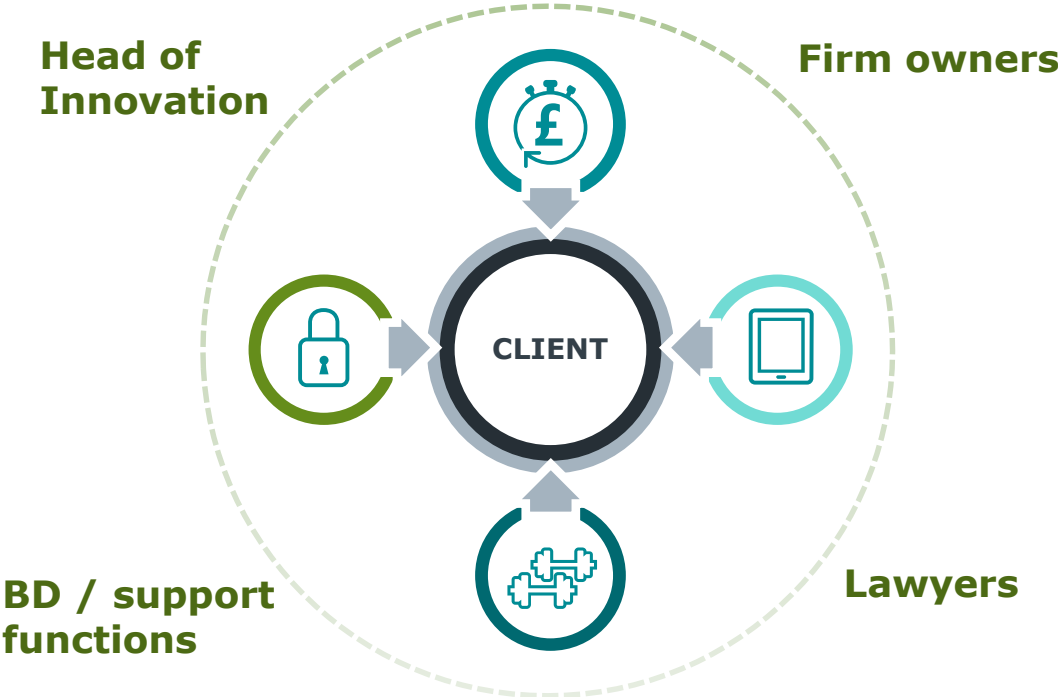 Head of
Innovation
Firm owners
£
CLIENT
BD / support
functions
Lawyers